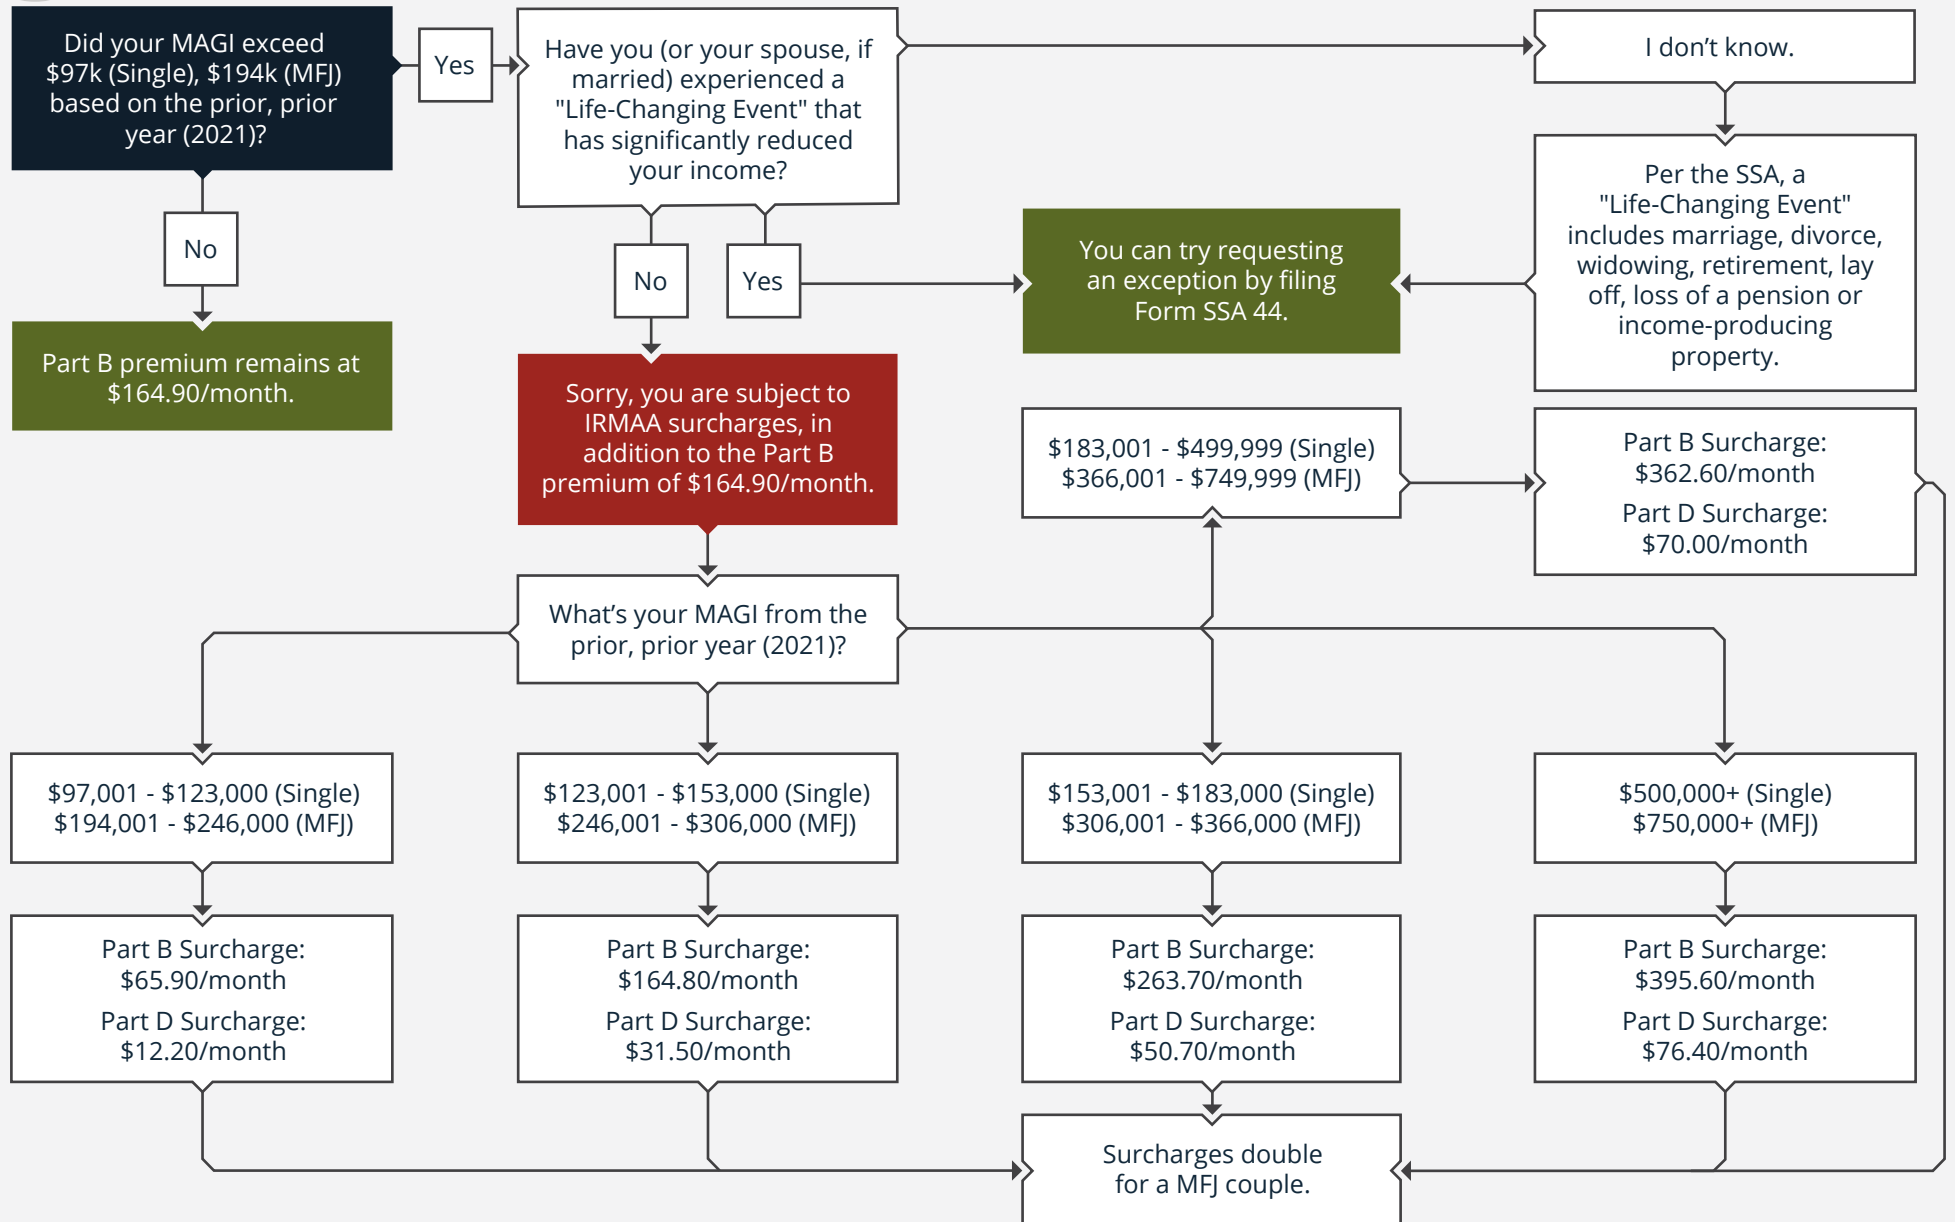 Did your MAGI exceed
$97k (Single), $194k (MFJ)
based on the prior, prior
year (2021)?
Yes
Have you (or your spouse, if
married) experienced a
"Life-Changing Event" that
has significantly reduced
your income?
I don’t know.
Per the SSA, a
"Life-Changing Event"
includes marriage, divorce,
widowing, retirement, lay
off, loss of a pension or
income-producing
property.
No
No
Yes
You can try requesting
an exception by filing
Form SSA 44.
Part B premium remains at
$164.90/month.
Sorry, you are subject to
IRMAA surcharges, in
addition to the Part B
premium of $164.90/month.
$183,001 - $499,999 (Single)
$366,001 - $749,999 (MFJ)
Part B Surcharge:
$362.60/month
Part D Surcharge:
$70.00/month
What’s your MAGI from the
prior, prior year (2021)?
$97,001 - $123,000 (Single)
$194,001 - $246,000 (MFJ)
$123,001 - $153,000 (Single)
$246,001 - $306,000 (MFJ)
$153,001 - $183,000 (Single)
$306,001 - $366,000 (MFJ)
$500,000+ (Single)
$750,000+ (MFJ)
Part B Surcharge:
$65.90/month
Part D Surcharge:
$12.20/month
Part B Surcharge:
$164.80/month
Part D Surcharge:
$31.50/month
Part B Surcharge:
$263.70/month
Part D Surcharge:
$50.70/month
Part B Surcharge:
$395.60/month
Part D Surcharge:
$76.40/month
Surcharges double
for a MFJ couple.